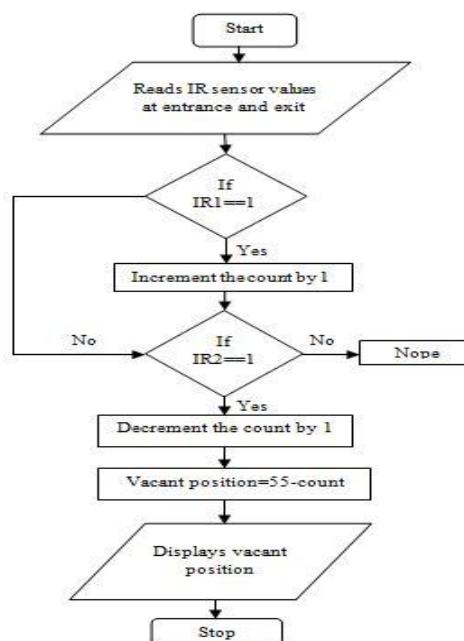 Start
Reads IR sensor values
at entrance and exit
If
IR1==1
Yes
Increment the count by 1
No
If
IR2==1
No
Nope
Yes
Decrement the count by 1
Vacant position=55-count
Displays vacant
position
Stop